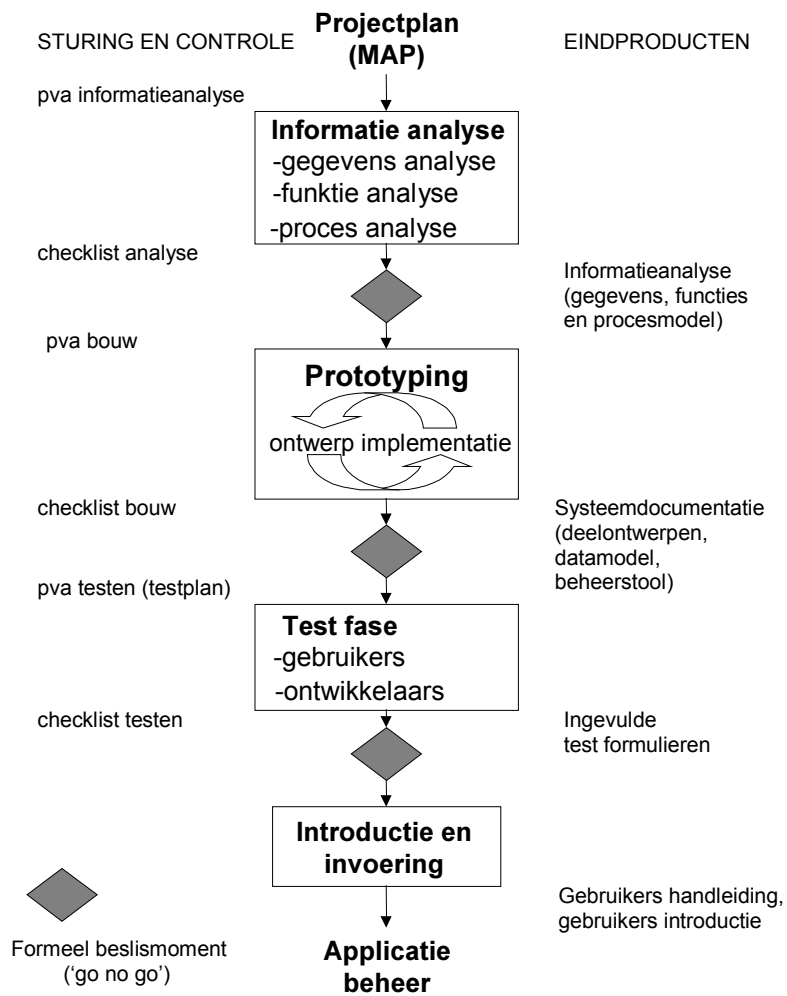 STURING EN CONTROLE
Projectplan
(MAP)
EINDPRODUCTEN
pva informatieanalyse
Informatie analyse
-gegevens analyse
-funktie analyse
-proces analyse
checklist analyse
Informatieanalyse
(gegevens, functies
en procesmodel)
pva bouw
Prototyping
ontwerp implementatie
checklist bouw
Systeemdocumentatie
(deelontwerpen,
datamodel,
beheerstool)
pva testen (testplan)
Test fase
-gebruikers
-ontwikkelaars
checklist testen
Ingevulde
test formulieren
Introductie en
invoering
Gebruikers handleiding,
gebruikers introductie
Formeel beslismoment
(‘go no go’)
Applicatie
beheer